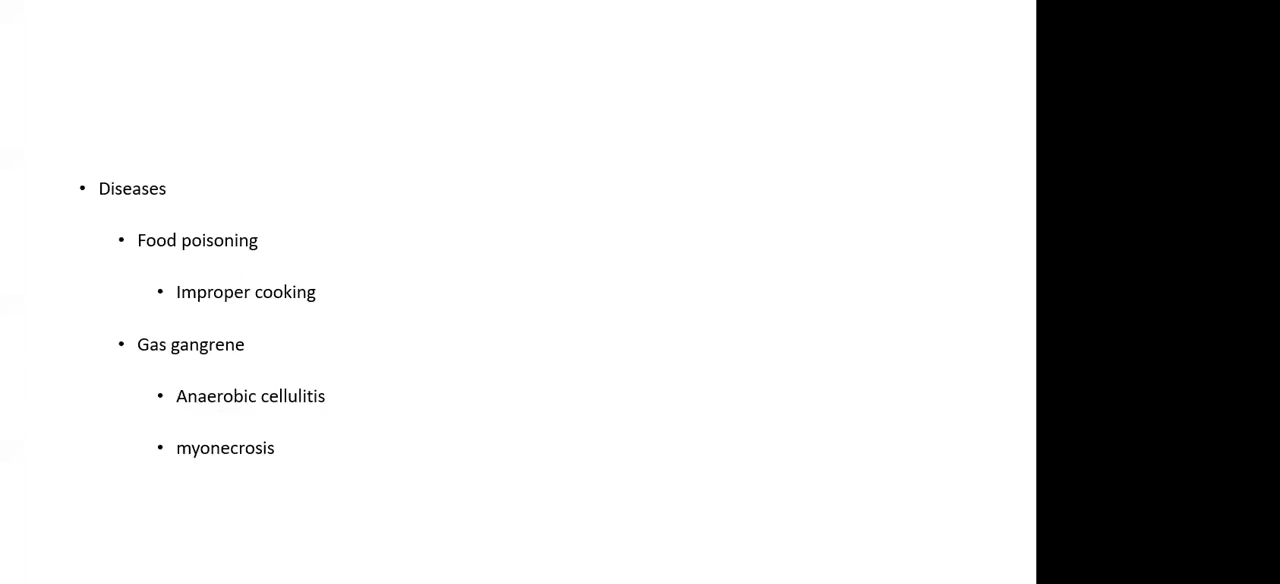 • Diseases
• Food poisoning
• Improper cooking
• Gas gangrene
• Anaerobic cellulitis
• myonecrosis